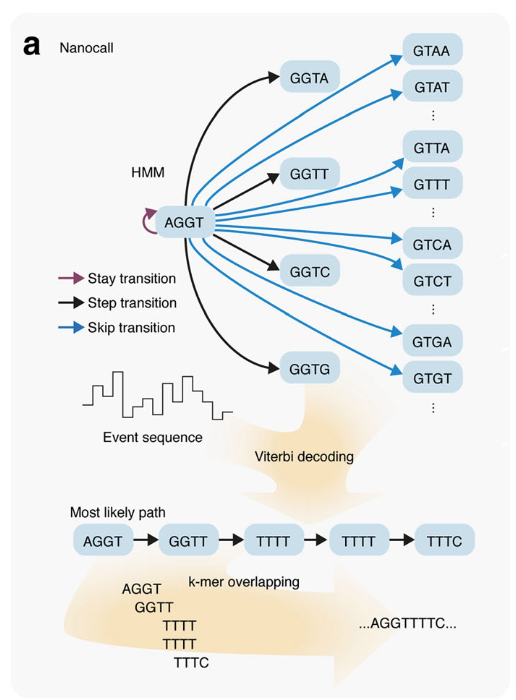 a
Nanocall
GTAA
GTAT
⋮
GGTA
GTTA
GTTT
⋮
HMM
GGTT
AGGT
GTCA
GTCT
⋮
GGTC
Stay transition
Step transition
Skip transition
GTGA
GTGT
⋮
GGTG
Event sequence
Viterbi decoding
Most likely path
AGGT GGTT TTTT TTTT TTTC
k-mer overlapping
AGGT
GGTT
TTTT
TTTT
TTTC
...AGGTTTTC...